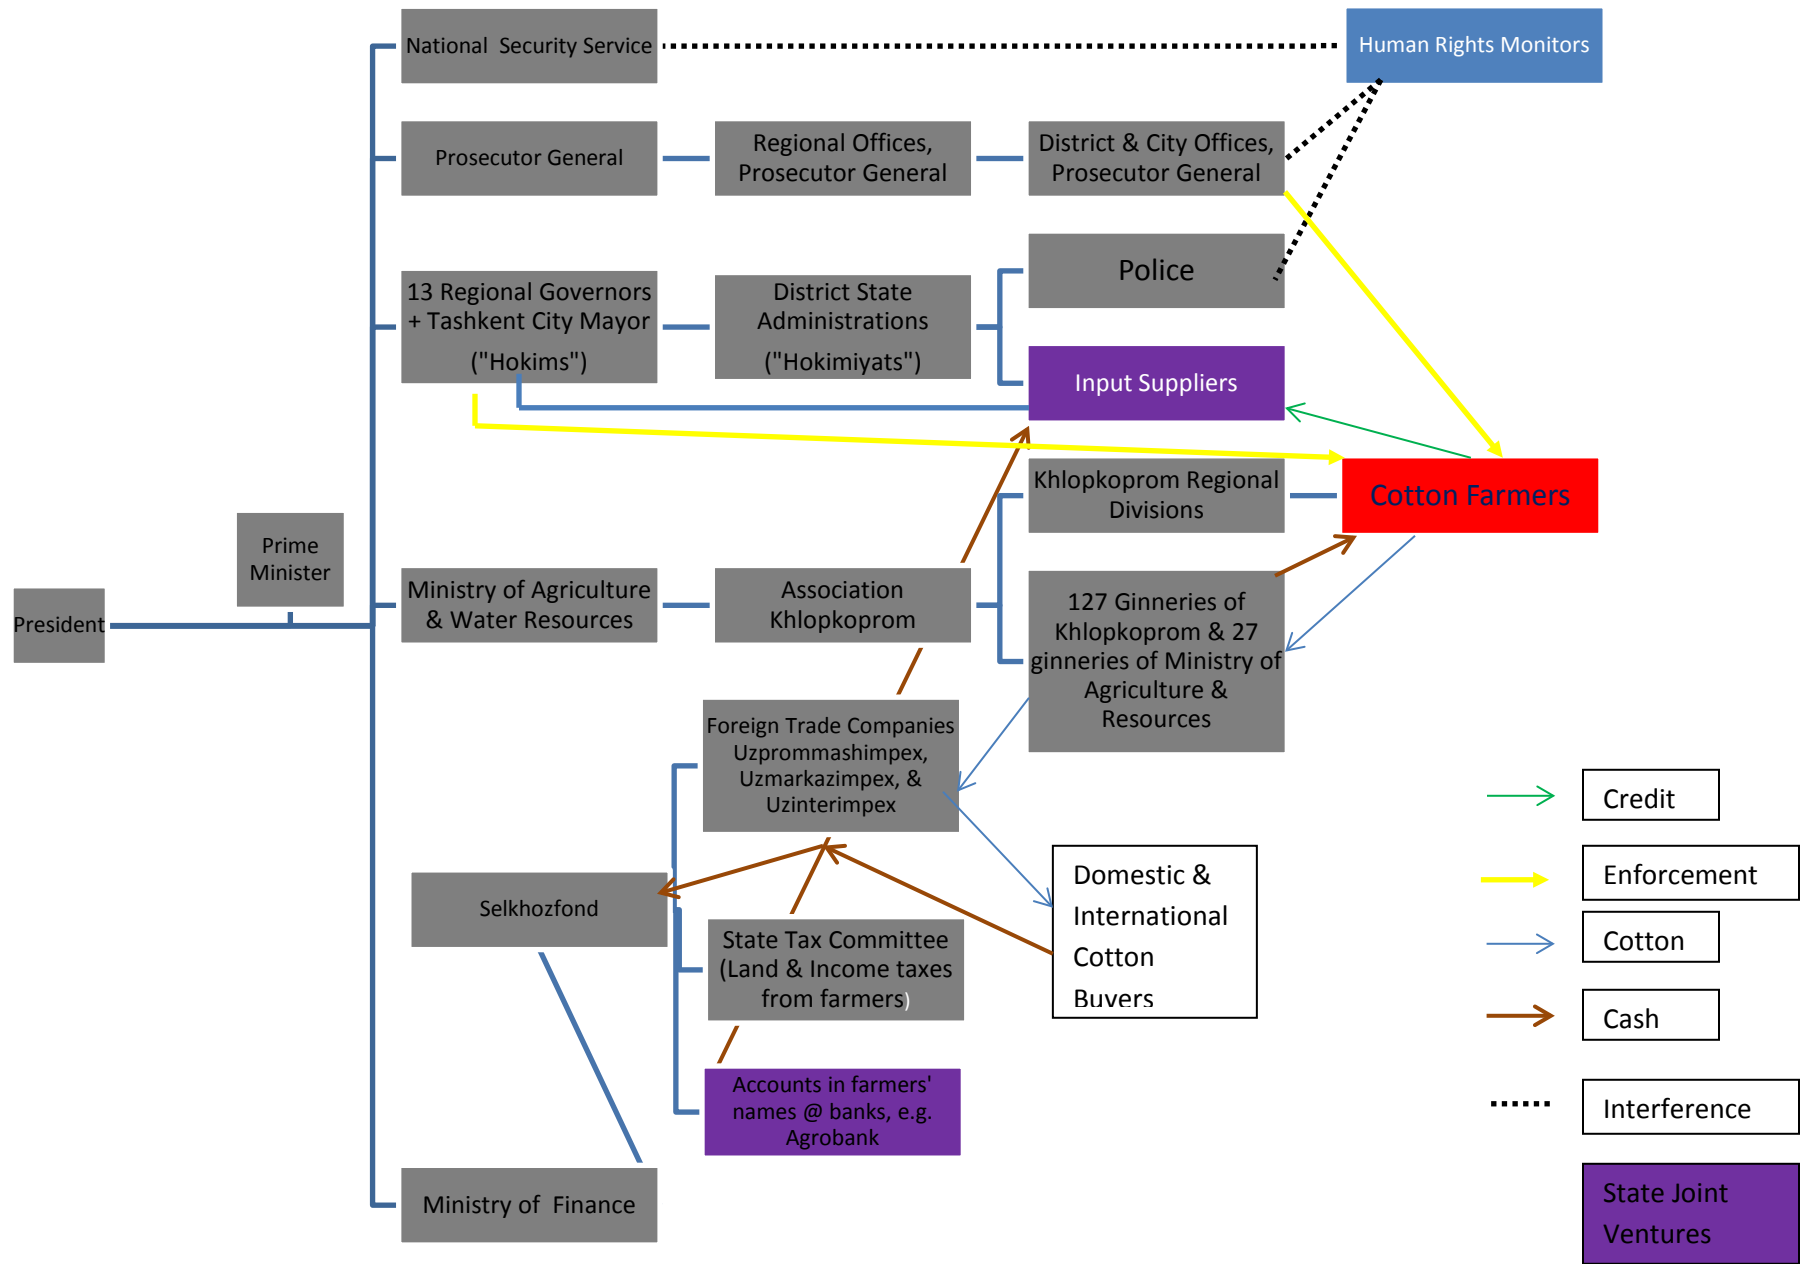 National  Security Service
Human Rights Monitors
Prosecutor General
Regional Offices,
Prosecutor General
District & City Offices,
Prosecutor General
13 Regional Governors
+ Tashkent City Mayor
("Hokims")
District State
Administrations
("Hokimiyats")
Police
Input Suppliers
Khlopkoprom Regional
Divisions
Cotton Farmers
Prime
Minister
President
Ministry of Agriculture
& Water Resources
Association
Khlopkoprom
127 Ginneries of
Khlopkoprom & 27
ginneries of Ministry of
Agriculture &
Resources
Foreign Trade Companies
Uzprommashimpex,
Uzmarkazimpex, &
Uzinterimpex
Selkhozfond
State Tax Committee
(Land & Income taxes
from farmers)
Domestic &
International
Cotton
Buyers
Accounts in farmers'
names @ banks, e.g.
Agrobank
Ministry of  Finance
Credit
Enforcement
Cotton
Cash
Interference
State Joint
Ventures